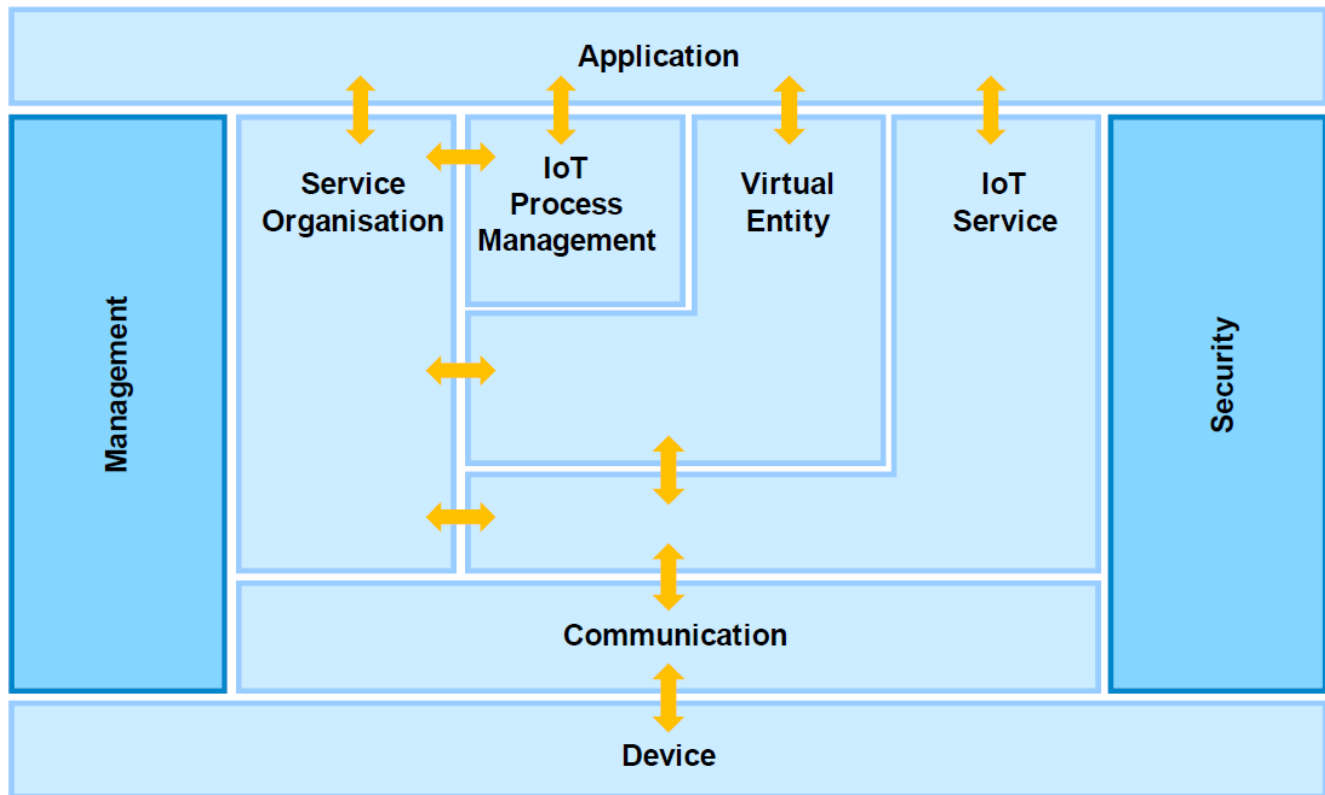 Application
Management
Service
Organisation
IoT
Process
Management
Virtual
Entity
IoT
Service
Security
Communication
Device